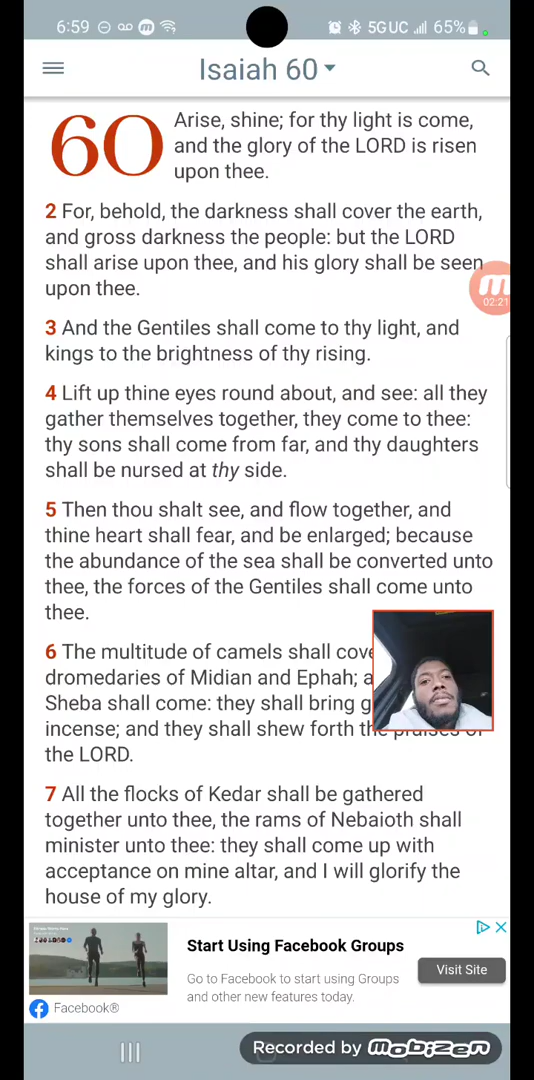 6:59
5G UC
65%
Isaiah 60
60
Arise, shine; for thy light is come,
and the glory of the LORD is risen
upon thee.
2 For, behold, the darkness shall cover the earth,
and gross darkness the people: but the LORD
shall arise upon thee, and his glory shall be seen
upon thee.
02:21
3 And the Gentiles shall come to thy light, and
kings to the brightness of thy rising.
4 Lift up thine eyes round about, and see: all they
gather themselves together, they come to thee:
thy sons shall come from far, and thy daughters
shall be nursed at thy side.
5 Then thou shalt see, and flow together, and
thine heart shall fear, and be enlarged; because
the abundance of the sea shall be converted unto
thee, the forces of the Gentiles shall come unto
thee.
6 The multitude of camels shall cove
dromedaries of Midian and Ephah; a
Sheba shall come: they shall bring g
incense; and they shall shew forth the praises of
the LORD.
7 All the flocks of Kedar shall be gathered
together unto thee, the rams of Nebaioth shall
minister unto thee: they shall come up with
acceptance on mine altar, and I will glorify the
house of my glory.
Start Using Facebook Groups
Go to Facebook to start using Groups
and other new features today.
Visit Site
Facebook®
Recorded by mobizen